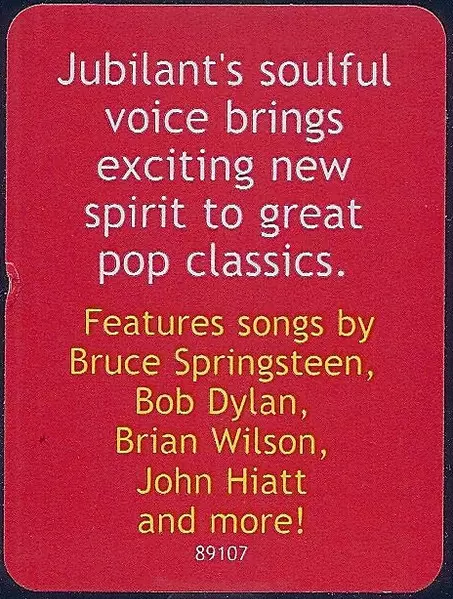 Jubilant's soulful
voice brings
exciting new
spirit to great
pop classics.
Features songs by
Bruce Springsteen,
Bob Dylan,
Brian Wilson,
John Hiatt
and more!
89107